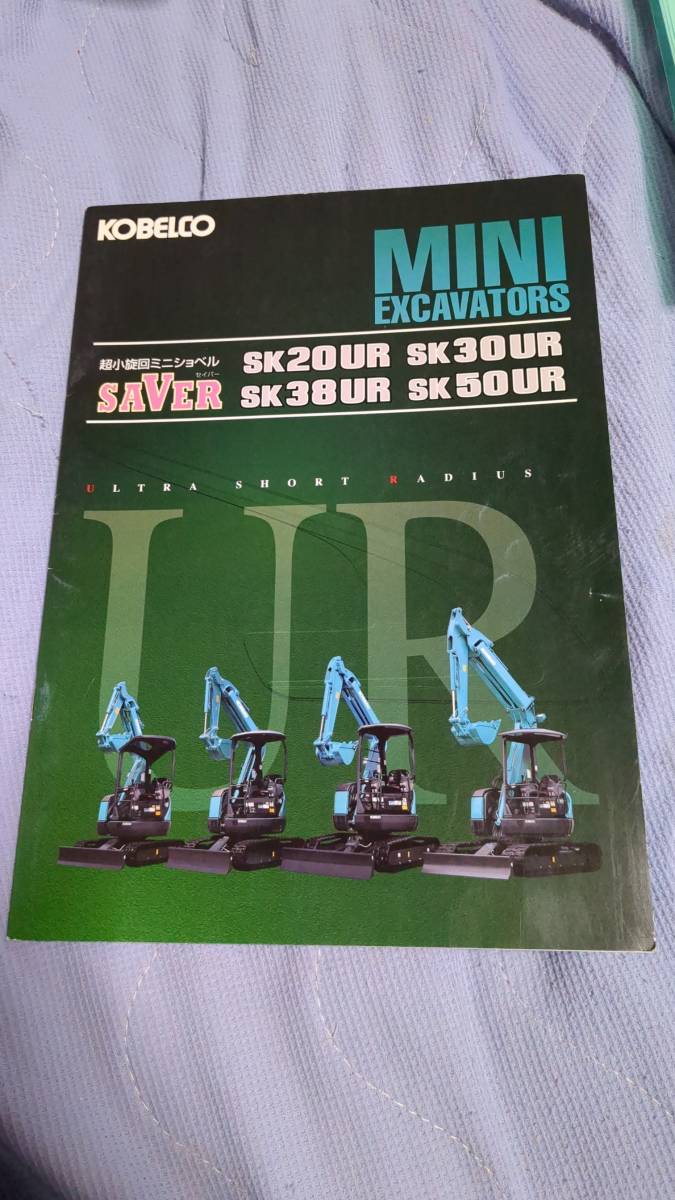 KOBELCO
MINI
EXCAVATORS
超小旋回ミニショベル
セイバー
SAVER
SK20UR SK30UR
SK38UR SK50UR
ULTRA SHORT RADIUS
UR